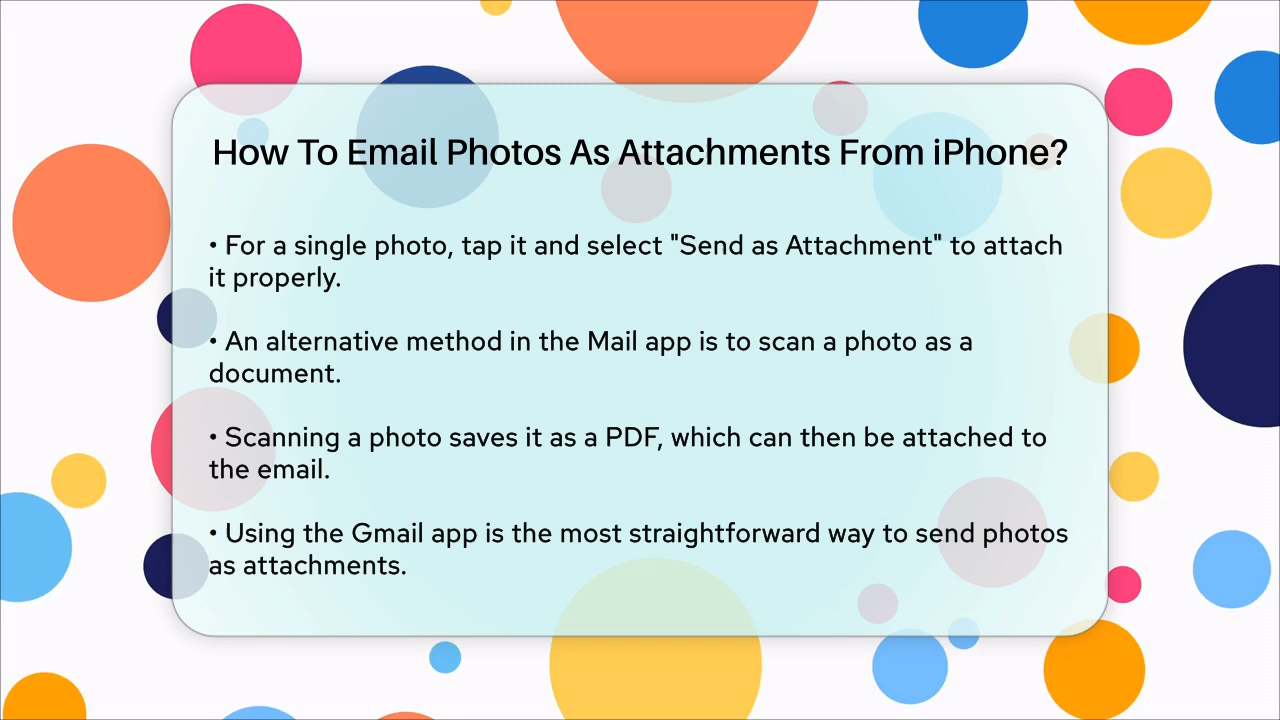 How To Email Photos As Attachments From iPhone?
• For a single photo, tap it and select "Send as Attachment" to attach
it properly.
• An alternative method in the Mail app is to scan a photo as a
document.
• Scanning a photo saves it as a PDF, which can then be attached to
the email.
• Using the Gmail app is the most straightforward way to send photos
as attachments.